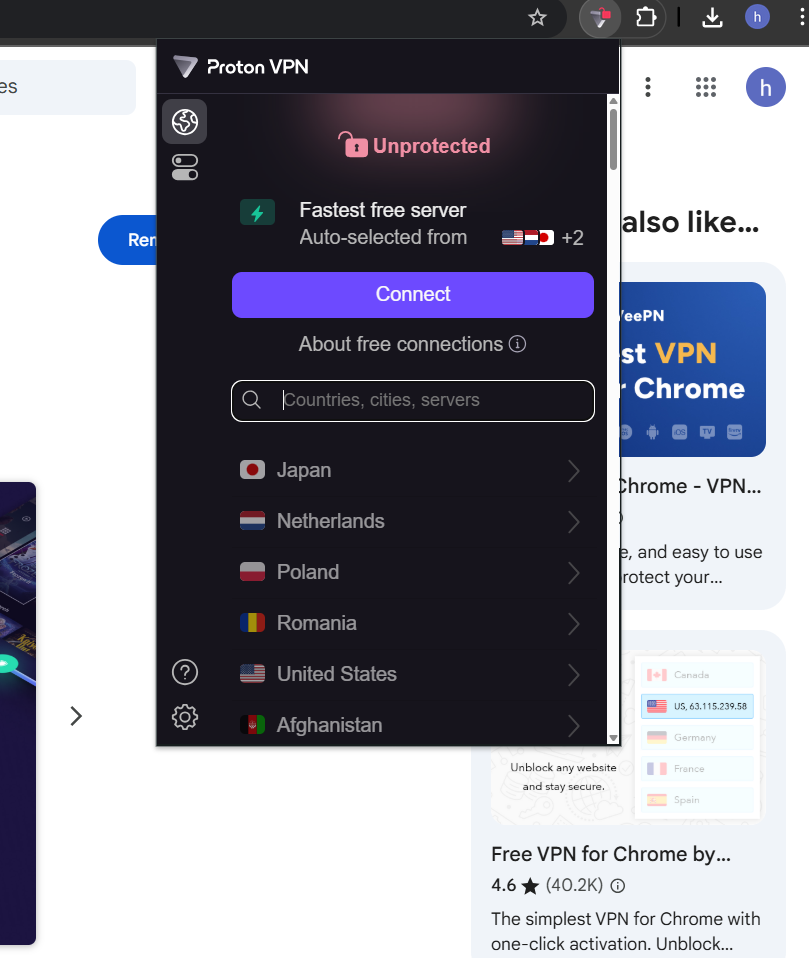 h
Proton VPN
es
h
Unprotected
Fastest free server
Auto-selected from
+2
Connect
About free connections
Countries, cities, servers
Japan
Netherlands
Poland
Romania
United States
Afghanistan
also like...
VeePN
VPN
Chrome
TV
iOS
Chrome - VPN...
, and easy to use
your...
Canada
US, 63.115.239.58
Germany
France
Spain
Unblock any website
and stay secure.
Free VPN for Chrome by...
4.6 ★ (40.2K)
The simplest VPN for Chrome with
one-click activation. Unblock...